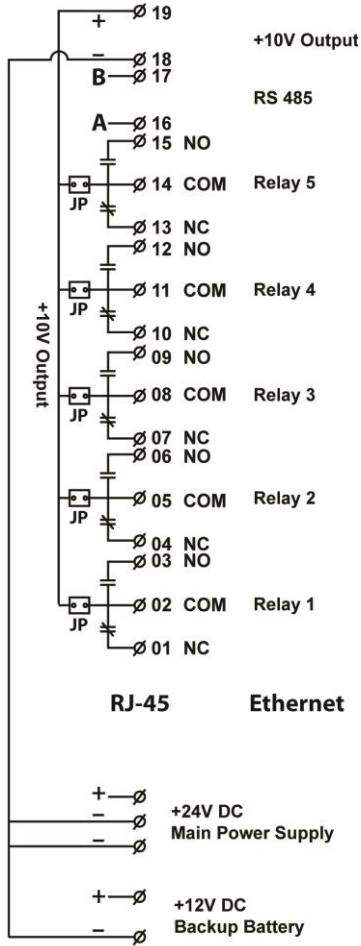 19
+
+10V Output
− 18
B 17
RS 485
A 16
15 NO
14 COM Relay 5
JP
13 NC
12 NO
11 COM Relay 4
JP
10 NC
09 NO
+10V Output
08 COM Relay 3
JP
07 NC
06 NO
05 COM Relay 2
JP
04 NC
03 NO
02 COM Relay 1
JP
01 NC
RJ-45 Ethernet
+
+24V DC
−
Main Power Supply
−
+
+12V DC
Backup Battery
−